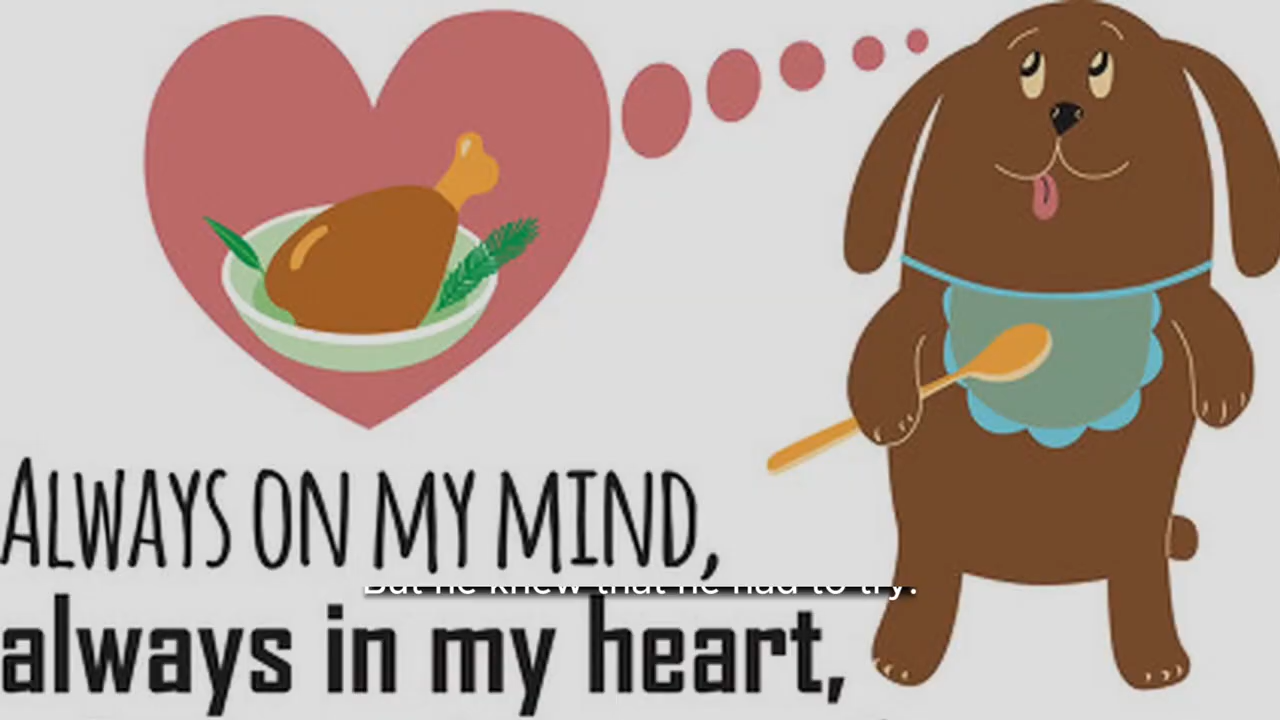 ALWAYS ON MY MIND,
But he knew that he had to try.
always in my heart,